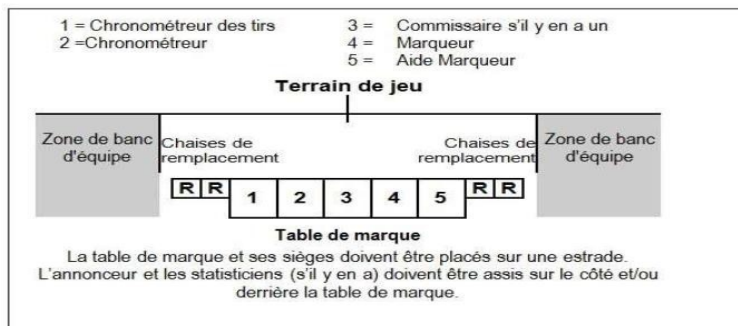 1 = Chronométreur des tirs
2 =Chronométreur
3 = Commissaire s'il y en a un
4 = Marqueur
5 = Aide Marqueur
Terrain de jeu
Zone de banc
d'équipe
Chaises de
remplacement
Chaises de
remplacement
Zone de banc
d'équipe
R R 1 2 3 4 5 R R
Table de marque
La table de marque et ses sièges doivent être placés sur une estrade.
L'annonceur et les statisticiens (s'il y en a) doivent être assis sur le côté et/ou
derrière la table de marque.